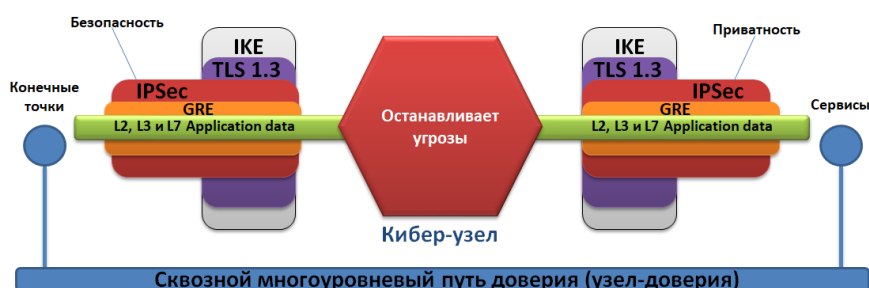 Безопасность
IKE
TLS 1.3
IPSec
GRE
L2, L3 и L7 Application data
Конечные
точки
Останавливает
угрозы
Кибер-узел
Приватность
IKE
TLS 1.3
IPSec
GRE
L2, L3 и L7 Application data
Сервисы
Сквозной многоуровневый путь доверия (узел-доверия)